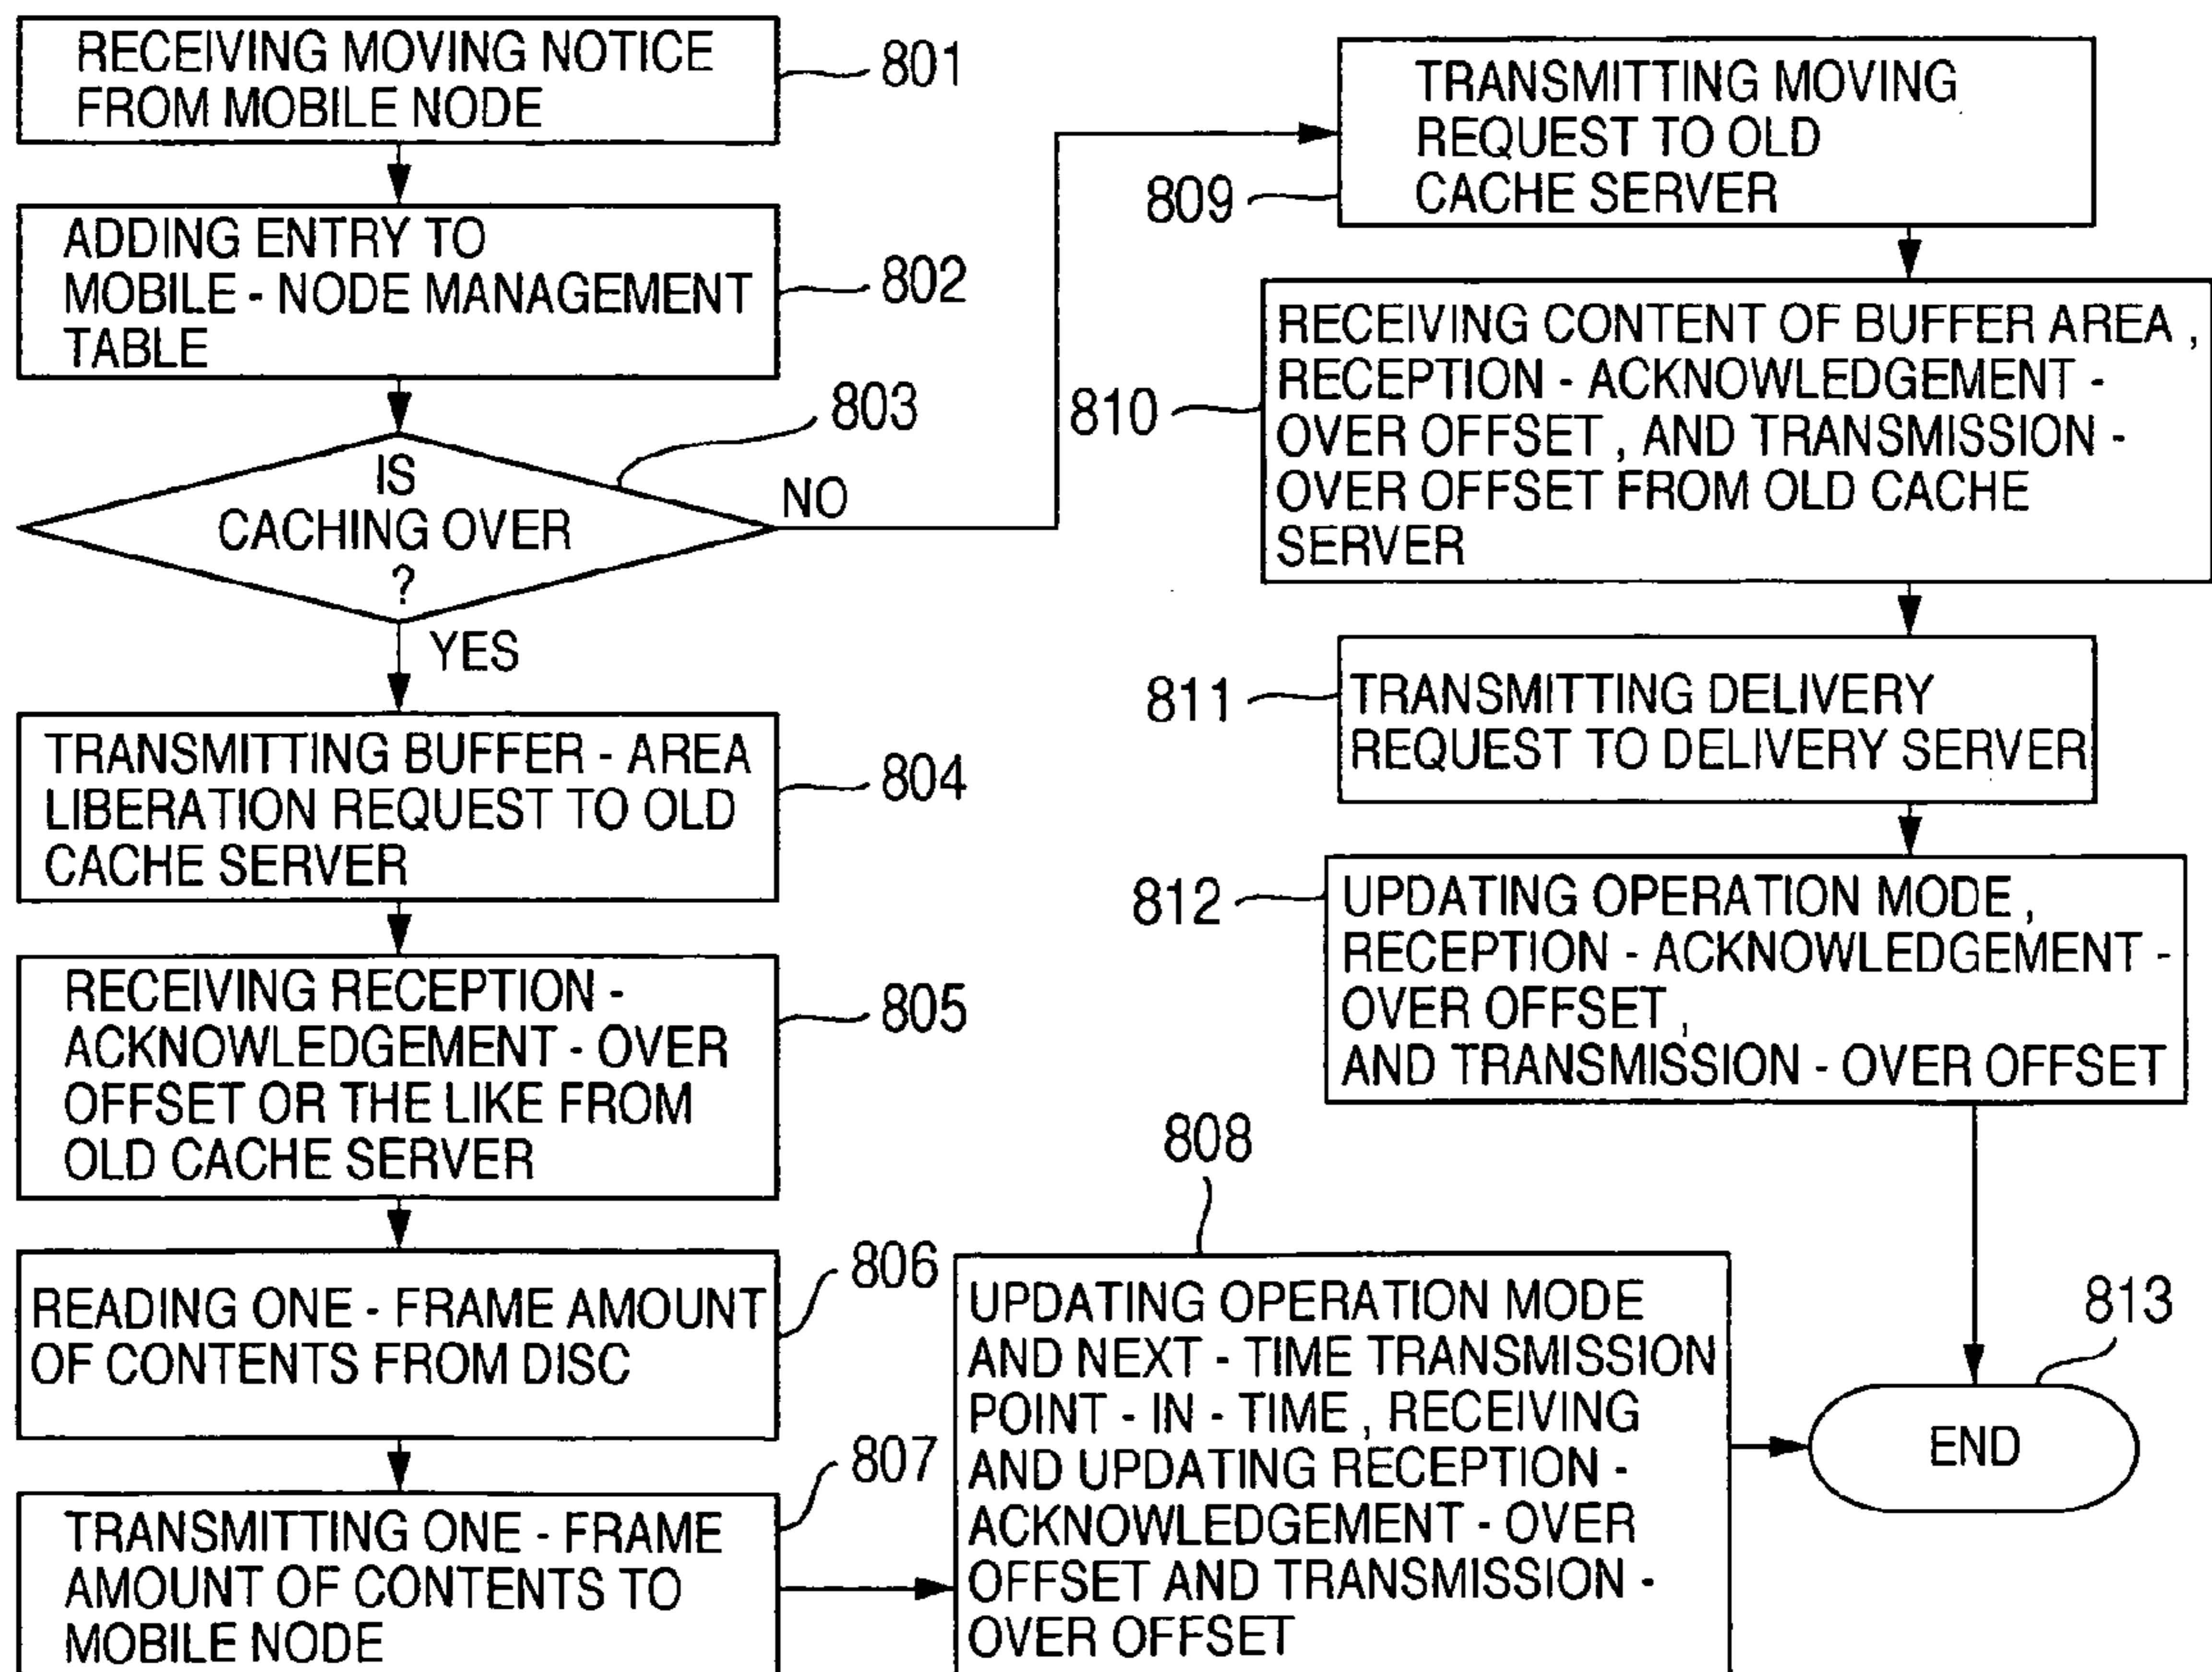 RECEIVING MOVING NOTICE
FROM MOBILE NODE
801
ADDING ENTRY TO
MOBILE - NODE MANAGEMENT
TABLE
802
IS
CACHING OVER
?
803
NO
YES
TRANSMITTING BUFFER - AREA
LIBERATION REQUEST TO OLD
CACHE SERVER
804
RECEIVING RECEPTION -
ACKNOWLEDGEMENT - OVER
OFFSET OR THE LIKE FROM
OLD CACHE SERVER
805
READING ONE - FRAME AMOUNT
OF CONTENTS FROM DISC
806
TRANSMITTING ONE - FRAME
AMOUNT OF CONTENTS TO
MOBILE NODE
807
808
UPDATING OPERATION MODE
AND NEXT - TIME TRANSMISSION
POINT - IN - TIME , RECEIVING
AND UPDATING RECEPTION -
ACKNOWLEDGEMENT - OVER
OFFSET AND TRANSMISSION -
OVER OFFSET
TRANSMITTING MOVING
REQUEST TO OLD
CACHE SERVER
809
RECEIVING CONTENT OF BUFFER AREA ,
RECEPTION - ACKNOWLEDGEMENT -
OVER OFFSET , AND TRANSMISSION -
OVER OFFSET FROM OLD CACHE
SERVER
810
TRANSMITTING DELIVERY
REQUEST TO DELIVERY SERVER
811
UPDATING OPERATION MODE ,
RECEPTION - ACKNOWLEDGEMENT -
OVER OFFSET ,
AND TRANSMISSION - OVER OFFSET
812
813
END